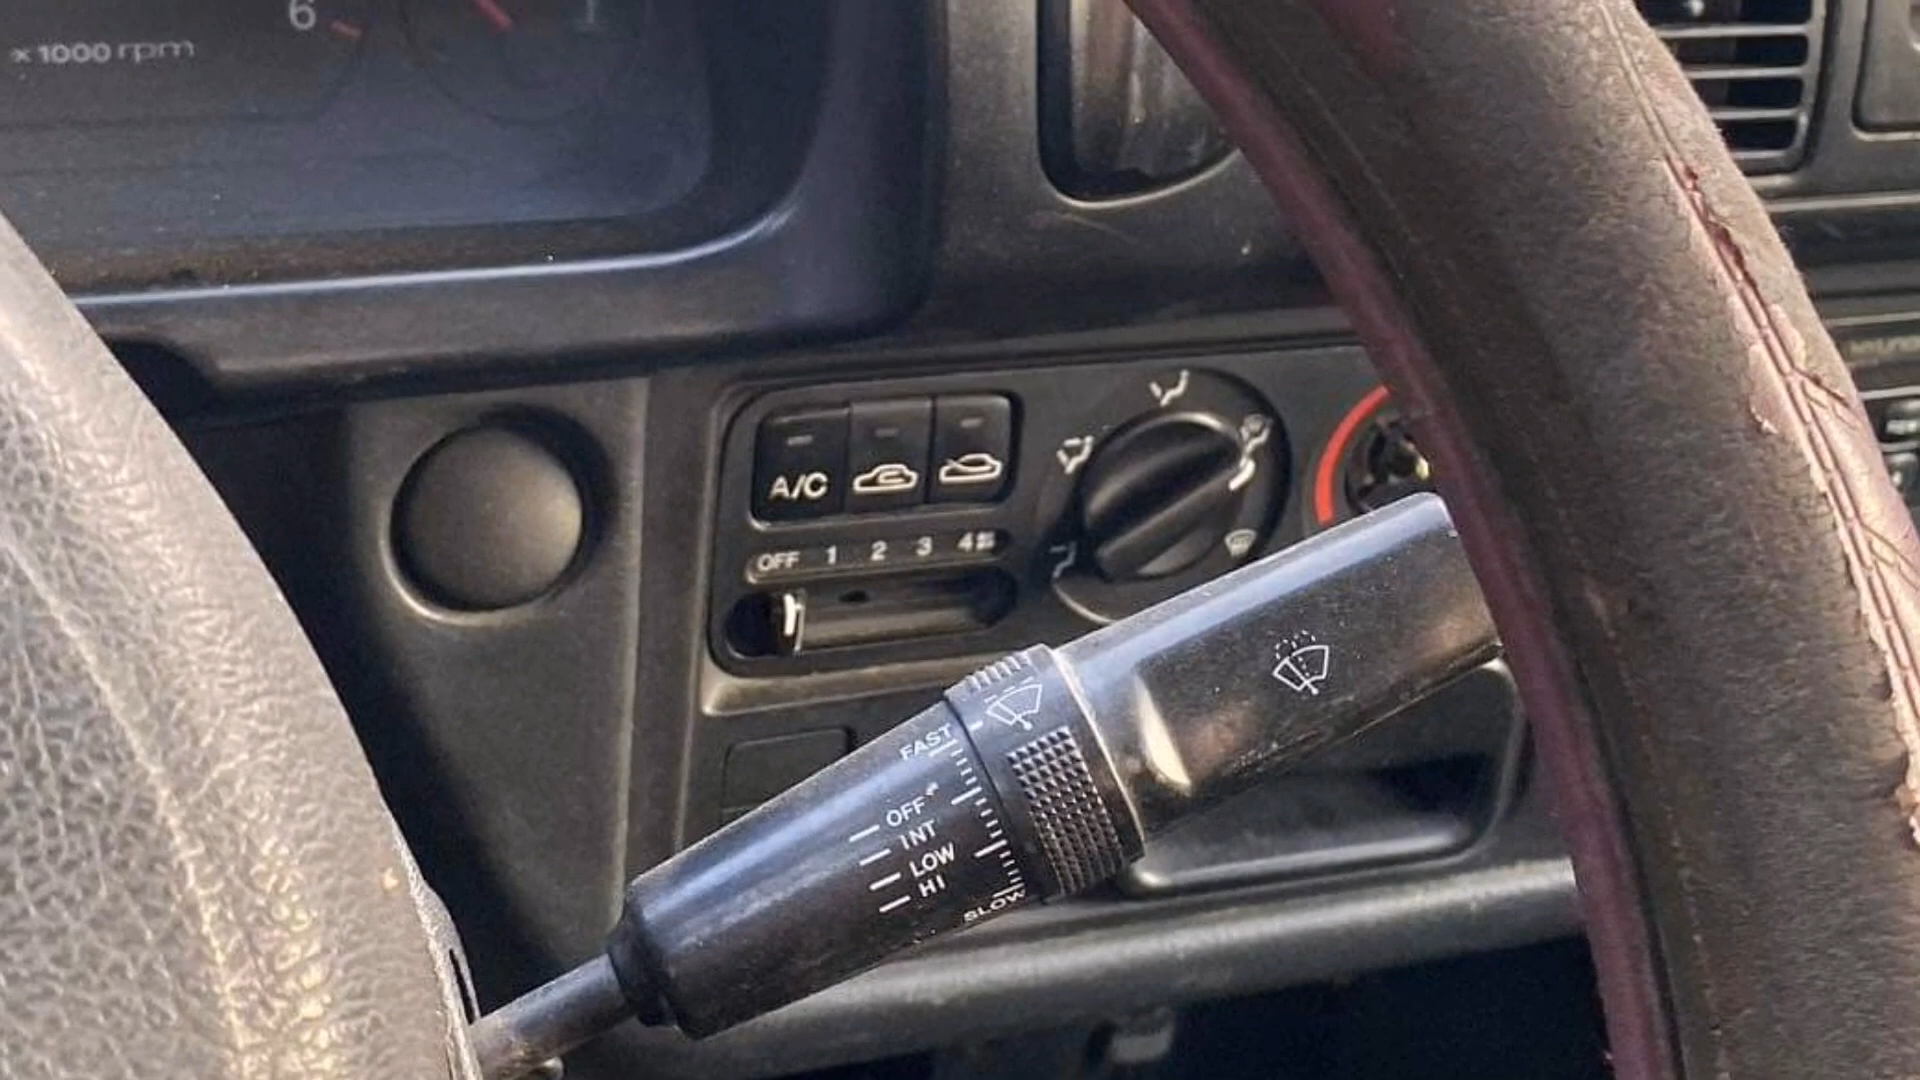 6
x1000 rpm
A/C
OFF 1 2 3 4
FAST
OFF
INT
LOW
HI
SLOW